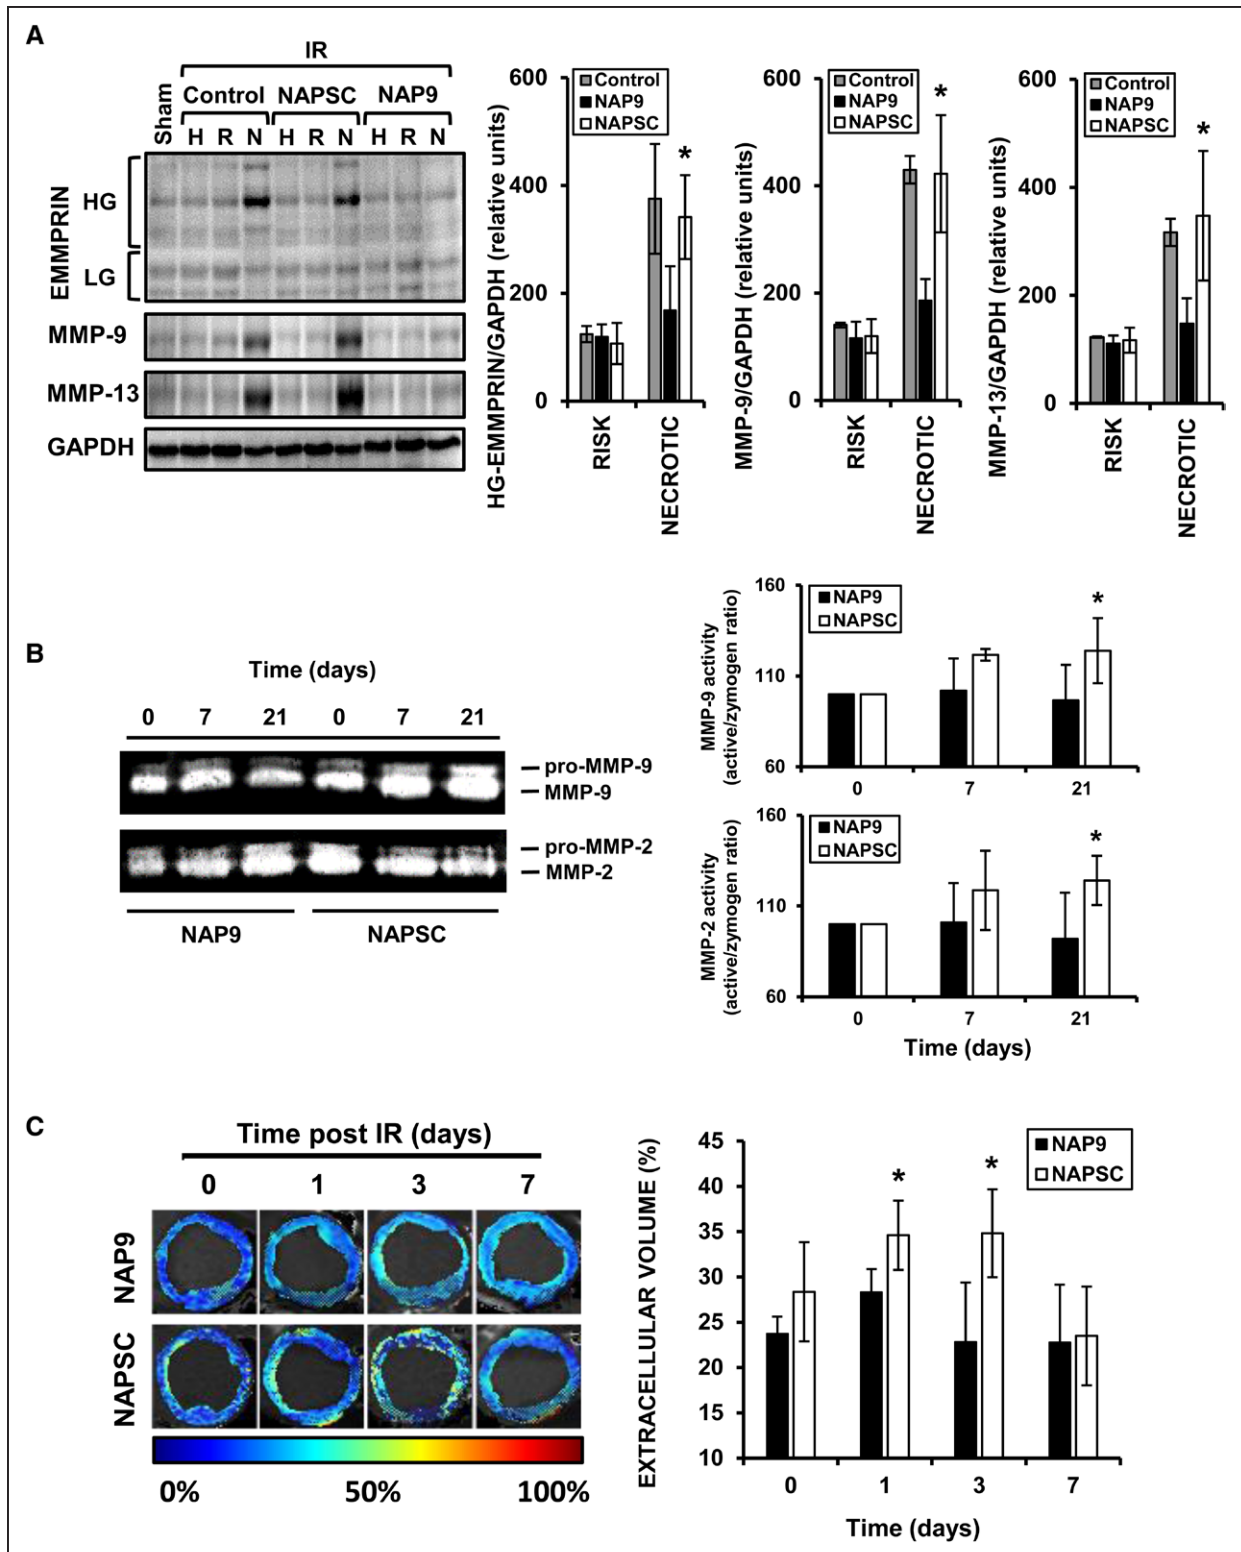 A
IR
Sham
Control NAPSC NAP9
H R N H R N H R N
EMMPRIN
HG
LG
MMP-9
MMP-13
GAPDH
HG-EMMPRIN/GAPDH (relative units)
600
400
200
0
Control
NAP9
NAPSC
*
RISK
NECROTIC
MMP-9/GAPDH (relative units)
600
400
200
0
Control
NAP9
NAPSC
*
RISK
NECROTIC
MMP-13/GAPDH (relative units)
600
400
200
0
Control
NAP9
NAPSC
*
RISK
NECROTIC
B
Time (days)
0 7 21 0 7 21
pro-MMP-9
MMP-9
pro-MMP-2
MMP-2
NAP9 NAPSC
MMP-9 activity
(active/zymogen ratio)
160
110
60
NAP9
NAPSC
*
0 7 21
MMP-2 activity
(active/zymogen ratio)
160
110
60
NAP9
NAPSC
*
0 7 21
Time (days)
C
Time post IR (days)
0 1 3 7
NAP9
NAPSC
0% 50% 100%
EXTRACELLULAR VOLUME (%)
45
40
35
30
25
20
15
10
NAP9
NAPSC
* *
0 1 3 7
Time (days)